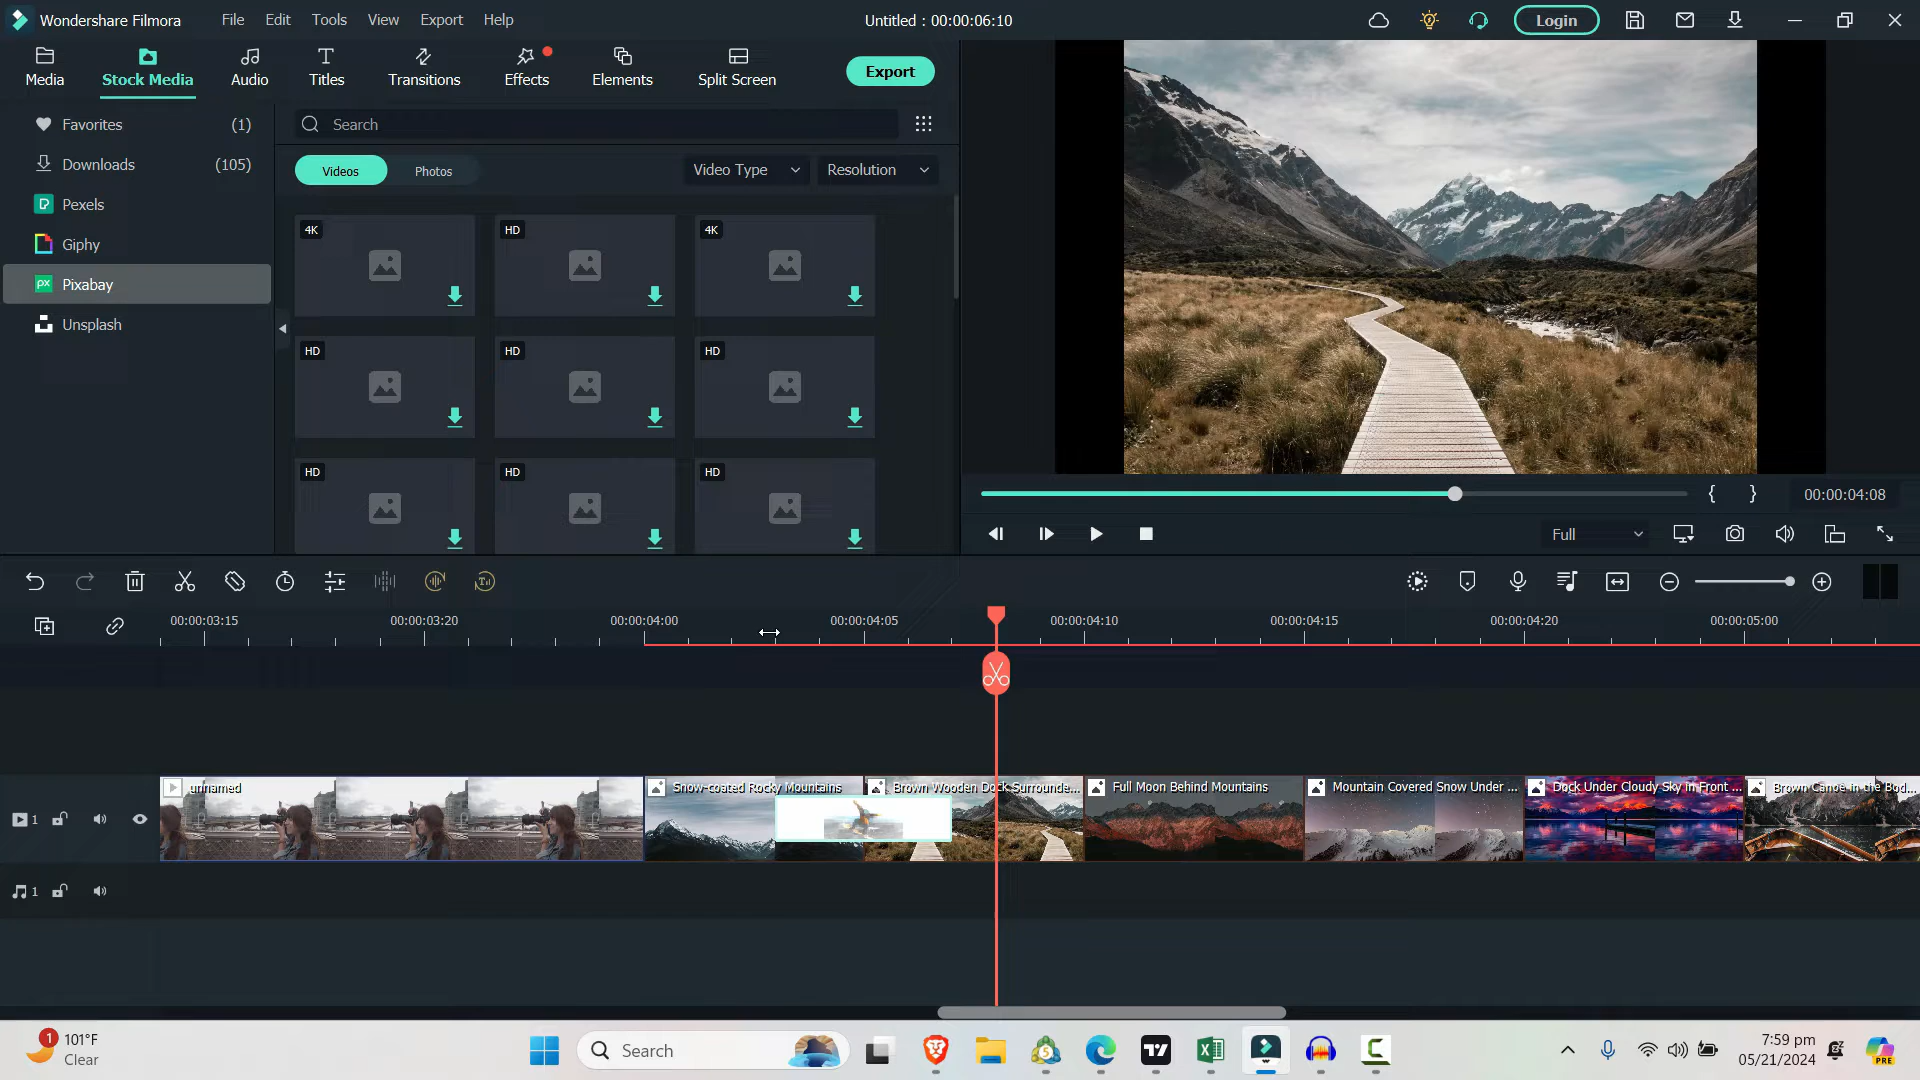 Wondershare Filmora
File Edit Tools View Export Help
Untitled : 00:00:06:10
Login
Media
Stock Media
Audio
Titles
Transitions
Effects
Elements
Split Screen
Export
Favorites (1)
Downloads (105)
Pexels
Giphy
Pixabay
Unsplash
Search
Videos
Photos
Video Type
Resolution
4K
HD
4K
HD
HD
HD
HD
HD
HD
{ }
00:00:04:08
Full
00:00:03:15
00:00:03:20
00:00:04:00
00:00:04:05
00:00:04:10
00:00:04:15
00:00:04:20
00:00:05:00
1
unnamed
Snow-coated Rocky Mountains
Brown Wooden Dock Surrounde...
Full Moon Behind Mountains
Mountain Covered Snow Under ...
Dock Under Cloudy Sky in Front ...
Brown Canoe in the Bod...
1
1
101°F
Clear
Search
7:59 pm
05/21/2024
PRE